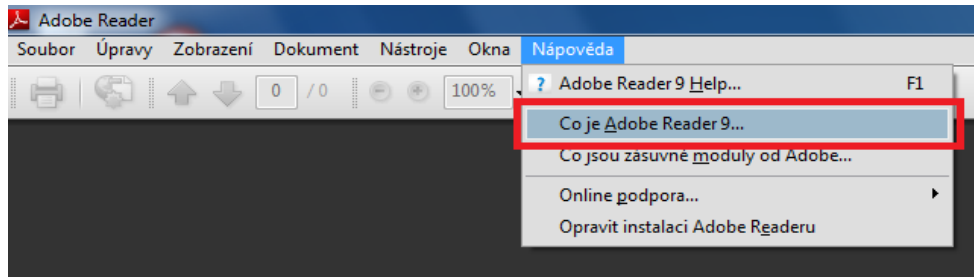 Adobe Reader
Soubor Úpravy Zobrazení Dokument Nástroje Okna Nápověda
0 / 0 100%
? Adobe Reader 9 Help... F1
Co je Adobe Reader 9...
Co jsou zásuvné moduly od Adobe...
Online podpora...
Opravit instalaci Adobe Readeru